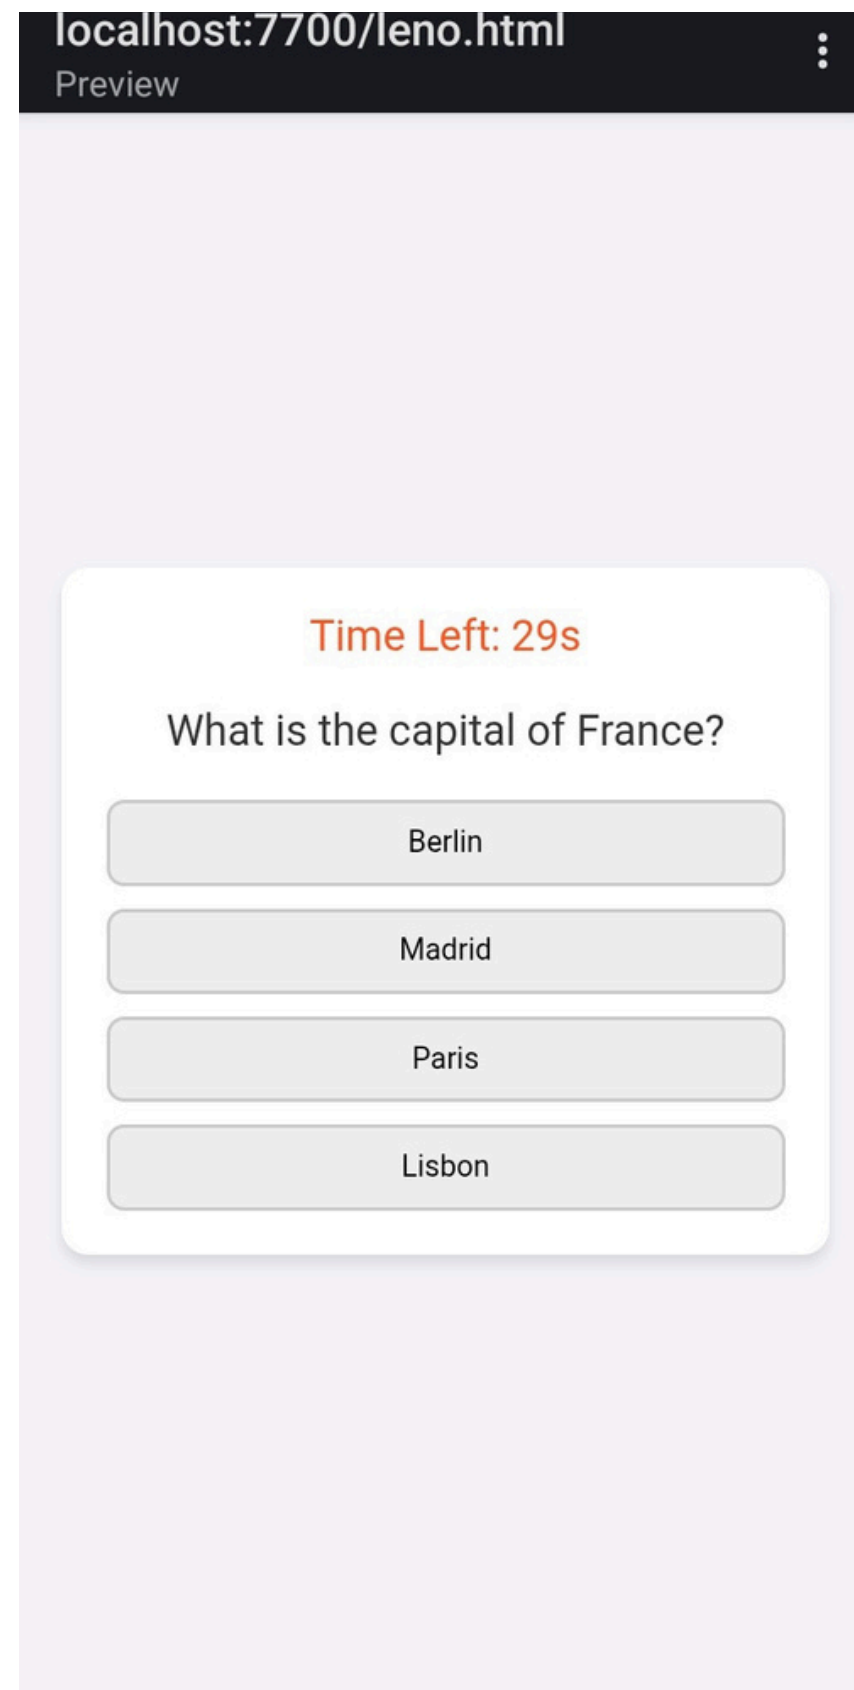 localhost:7700/leno.html
Preview
Time Left: 29s
What is the capital of France?
Berlin
Madrid
Paris
Lisbon